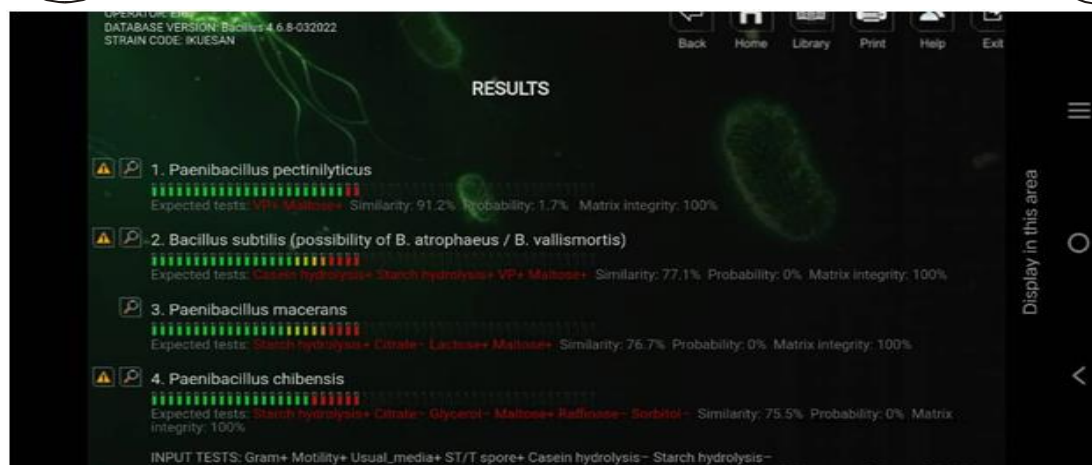 OPERATOR: ERIC
DATABASE VERSION: Bacillus 4.6.8-032022
STRAIN CODE: IKUESAN
Back Home Library Print Help Exit
RESULTS
1. Paenibacillus pectinilyticus
Expected tests: VP+ Maltose+ Similarity: 91.2% Probability: 1.7% Matrix integrity: 100%
2. Bacillus subtilis (possibility of B. atrophaeus / B. vallismortis)
Expected tests: Casein hydrolysis+ Starch hydrolysis+ VP+ Maltose+ Similarity: 77.1% Probability: 0% Matrix integrity: 100%
3. Paenibacillus macerans
Expected tests: Starch hydrolysis+ Citrate- Lactose+ Maltose+ Similarity: 76.7% Probability: 0% Matrix integrity: 100%
4. Paenibacillus chibensis
Expected tests: Starch hydrolysis+ Citrate- Glycerol- Maltose+ Raffinose- Sorbitol- Similarity: 75.5% Probability: 0% Matrix
integrity: 100%
INPUT TESTS: Gram+ Motility+ Usual_media+ ST/T spore+ Casein hydrolysis- Starch hydrolysis-
Display in this area